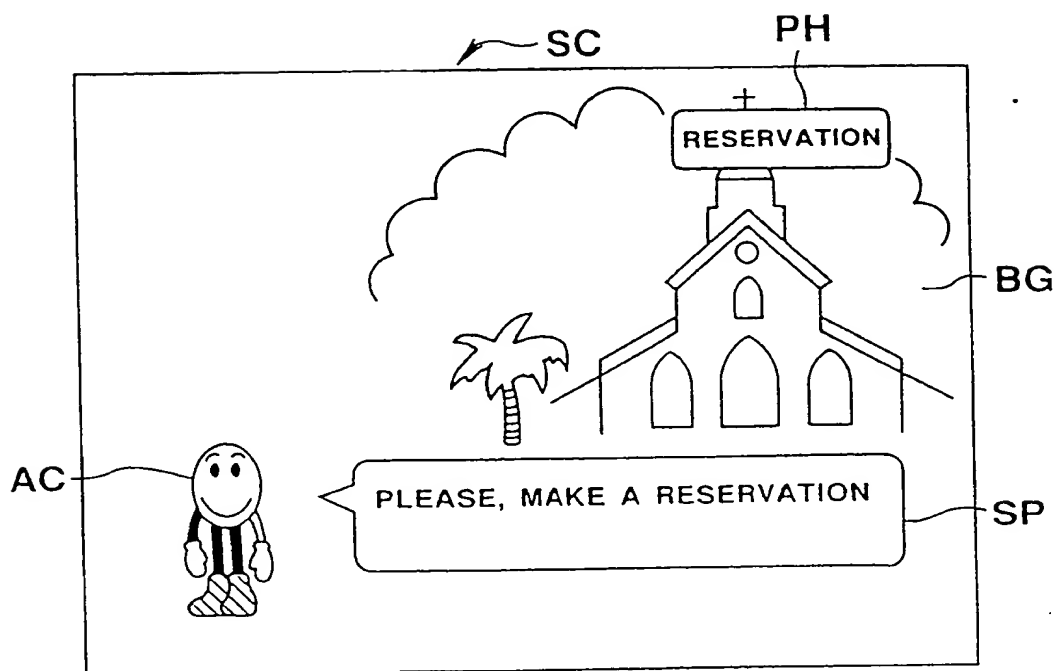 SC
PH
RESERVATION
BG
AC
PLEASE, MAKE A RESERVATION
SP